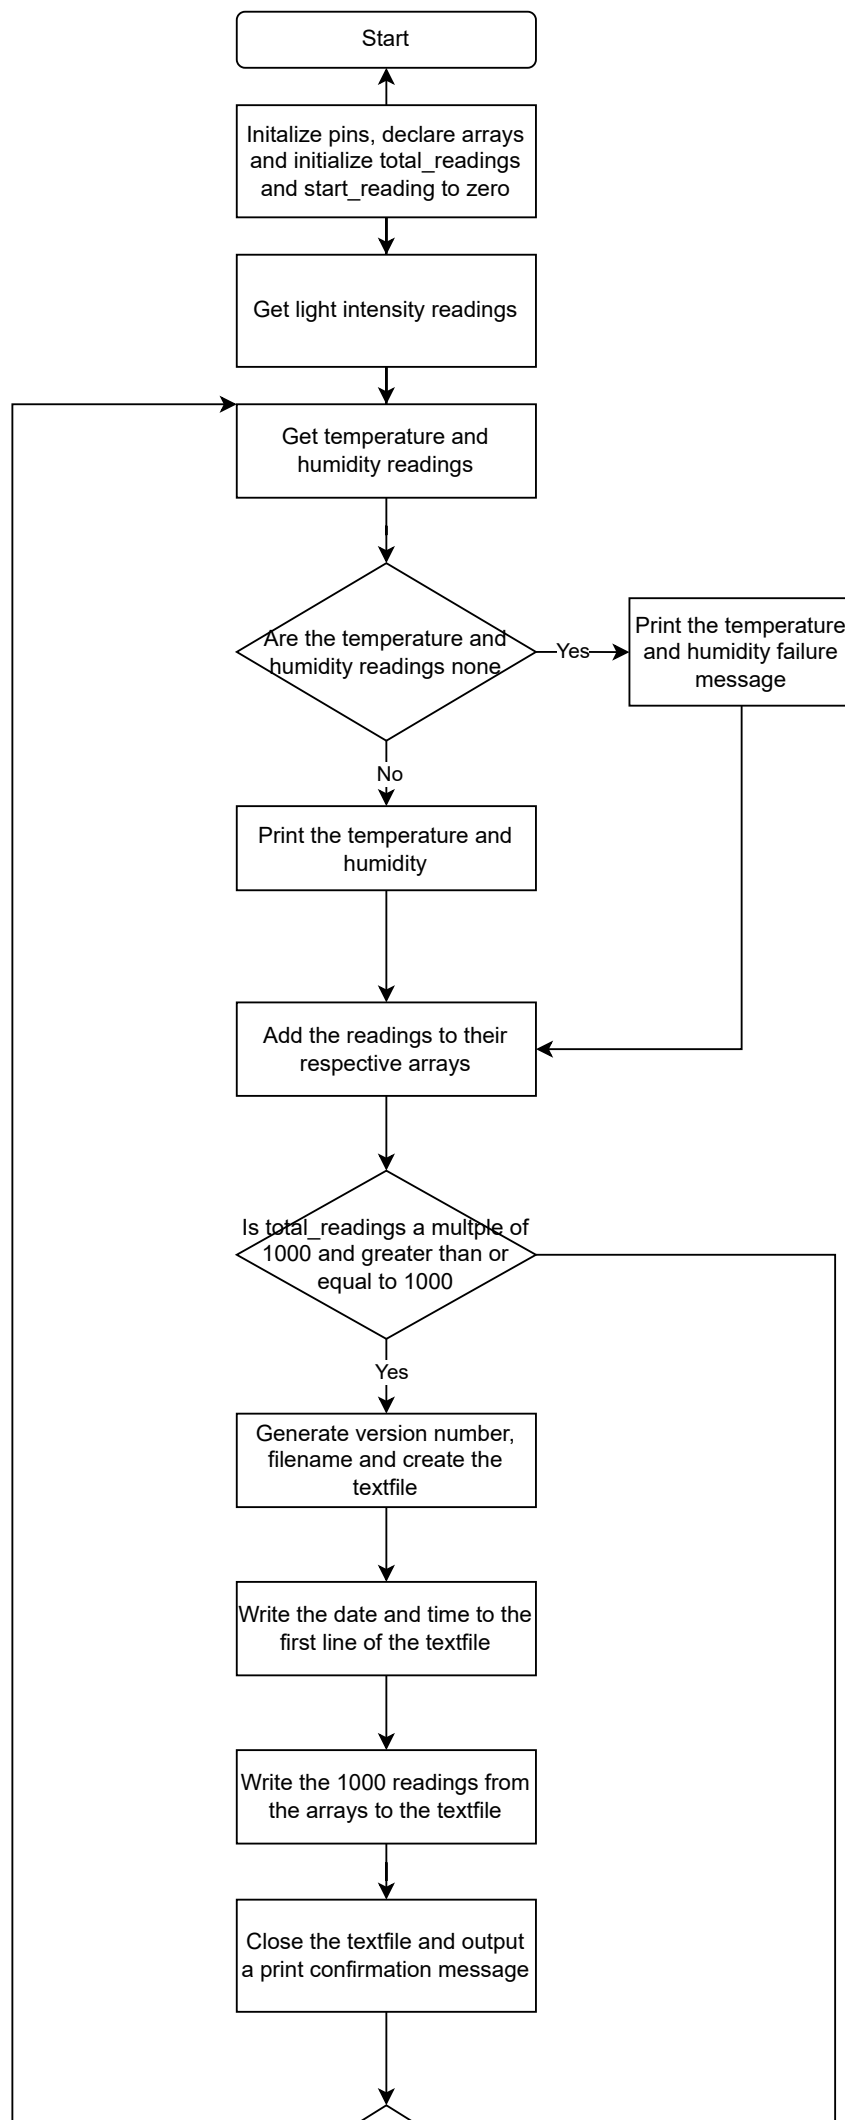 Start
Initalize pins, declare arrays
and initialize total_readings
and start_reading to zero
Get light intensity readings
Get temperature and
humidity readings
Are the temperature and
humidity readings none
Yes
Print the temperature
and humidity failure
message
No
Print the temperature and
humidity
Add the readings to their
respective arrays
Is total_readings a multple of
1000 and greater than or
equal to 1000
Yes
Generate version number,
filename and create the
textfile
Write the date and time to the
first line of the textfile
Write the 1000 readings from
the arrays to the textfile
Close the textfile and output
a print confirmation message